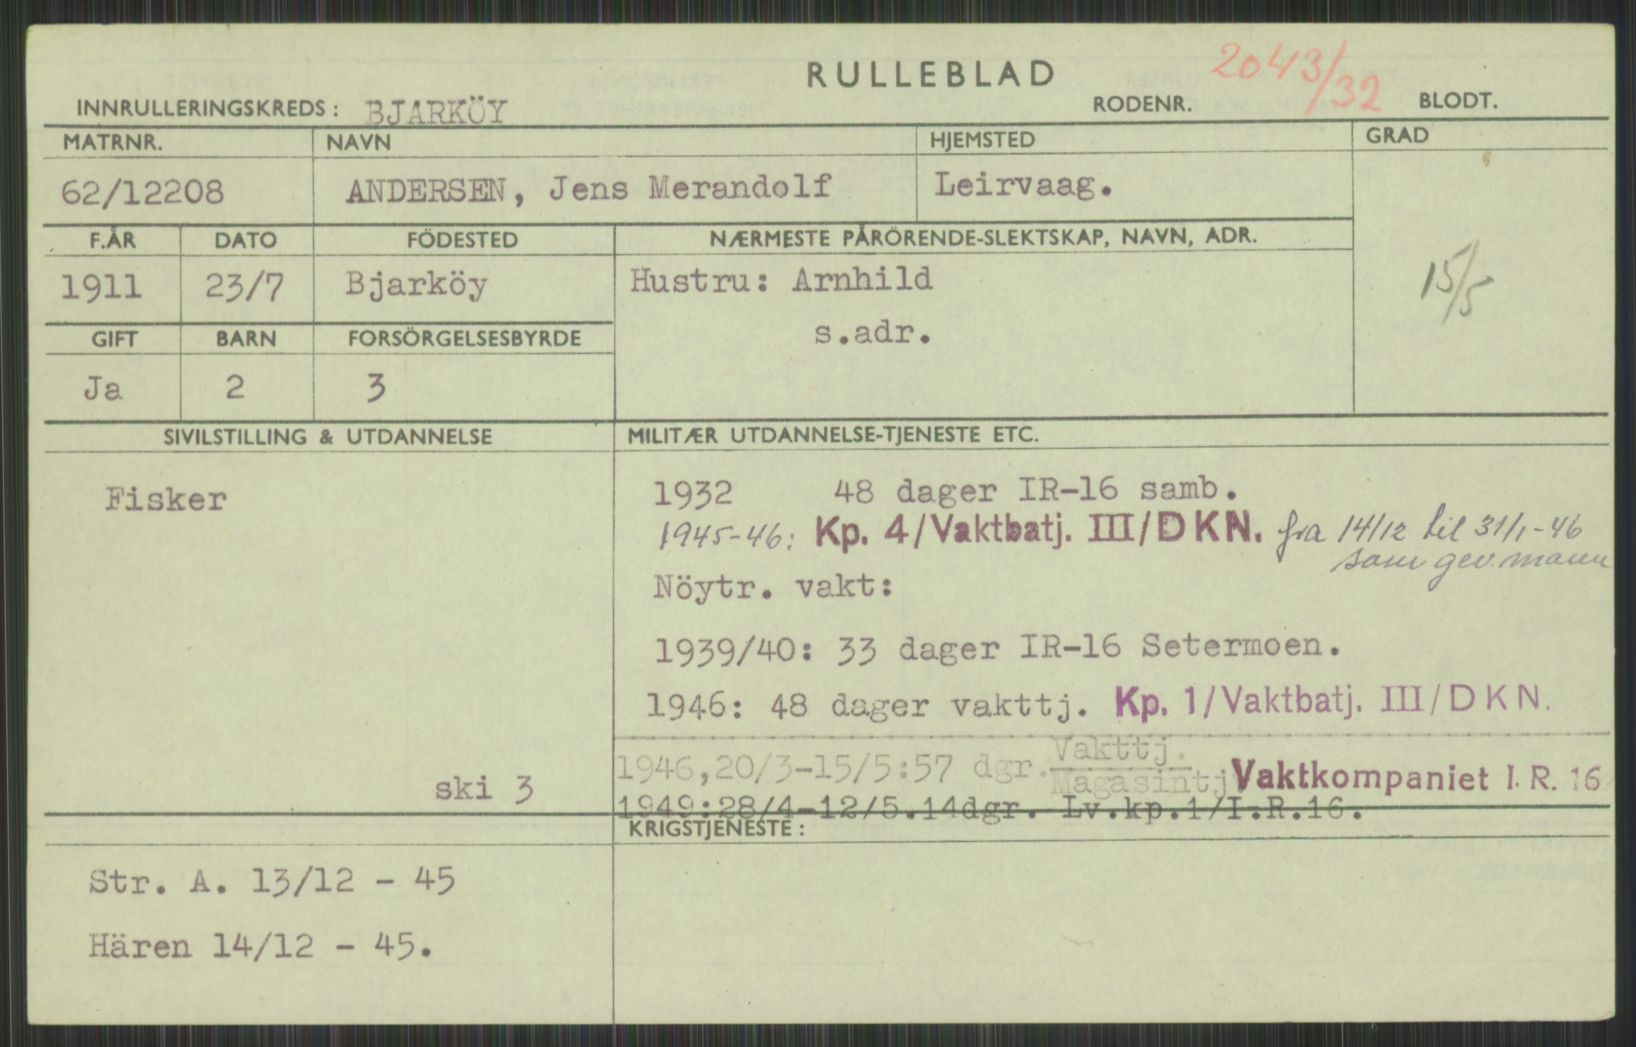 RULLEBLAD
2043/32
INNRULLERINGSKREDS: BJARKÖY RODENR. BLODT.
MATRNR. NAVN HJEMSTED GRAD
62/12208 ANDERSEN, Jens Merandolf Leirvaag.
F.ÅR DATO FÖDESTED NÆRMESTE PÅRÖRENDE-SLEKTSKAP, NAVN, ADR.
1911 23/7 Bjarköy Hustru: Arnhild
15/5
s.adr.
GIFT BARN FORSÖRGELSESBYRDE
Ja 2 3
SIVILSTILLING & UTDANNELSE MILITÆR UTDANNELSE-TJENESTE ETC.
Fisker
1932 48 dager IR-16 samb.
1945-46: Kp. 4/Vaktbatj. III/DKN. fra 14/12 til 31/1-46
som gev. mann
Nöytr. vakt:
1939/40: 33 dager IR-16 Setermoen.
1946: 48 dager vakttj. Kp. 1/Vaktbatj. III/DKN.
1946,20/3-15/5:57 dgr. Vakttj.
Magasintj Vaktkompaniet I.R. 16
ski 3
1949:28/4-12/5.14dgr. Lv.kp.1/I.R.16.
KRIGSTJENESTE:
Str. A. 13/12 - 45
Hären 14/12 - 45.